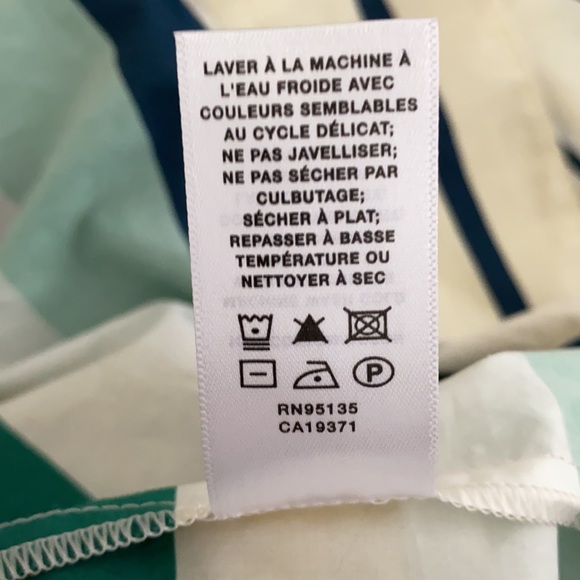 LAVER À LA MACHINE À
L'EAU FROIDE AVEC
COULEURS SEMBLABLES
AU CYCLE DÉLICAT;
NE PAS JAVELLISER;
NE PAS SÉCHER PAR
CULBUTAGE;
SÉCHER À PLAT;
REPASSER À BASSE
TEMPÉRATURE OU
NETTOYER À SEC
P
RN95135
CA19371